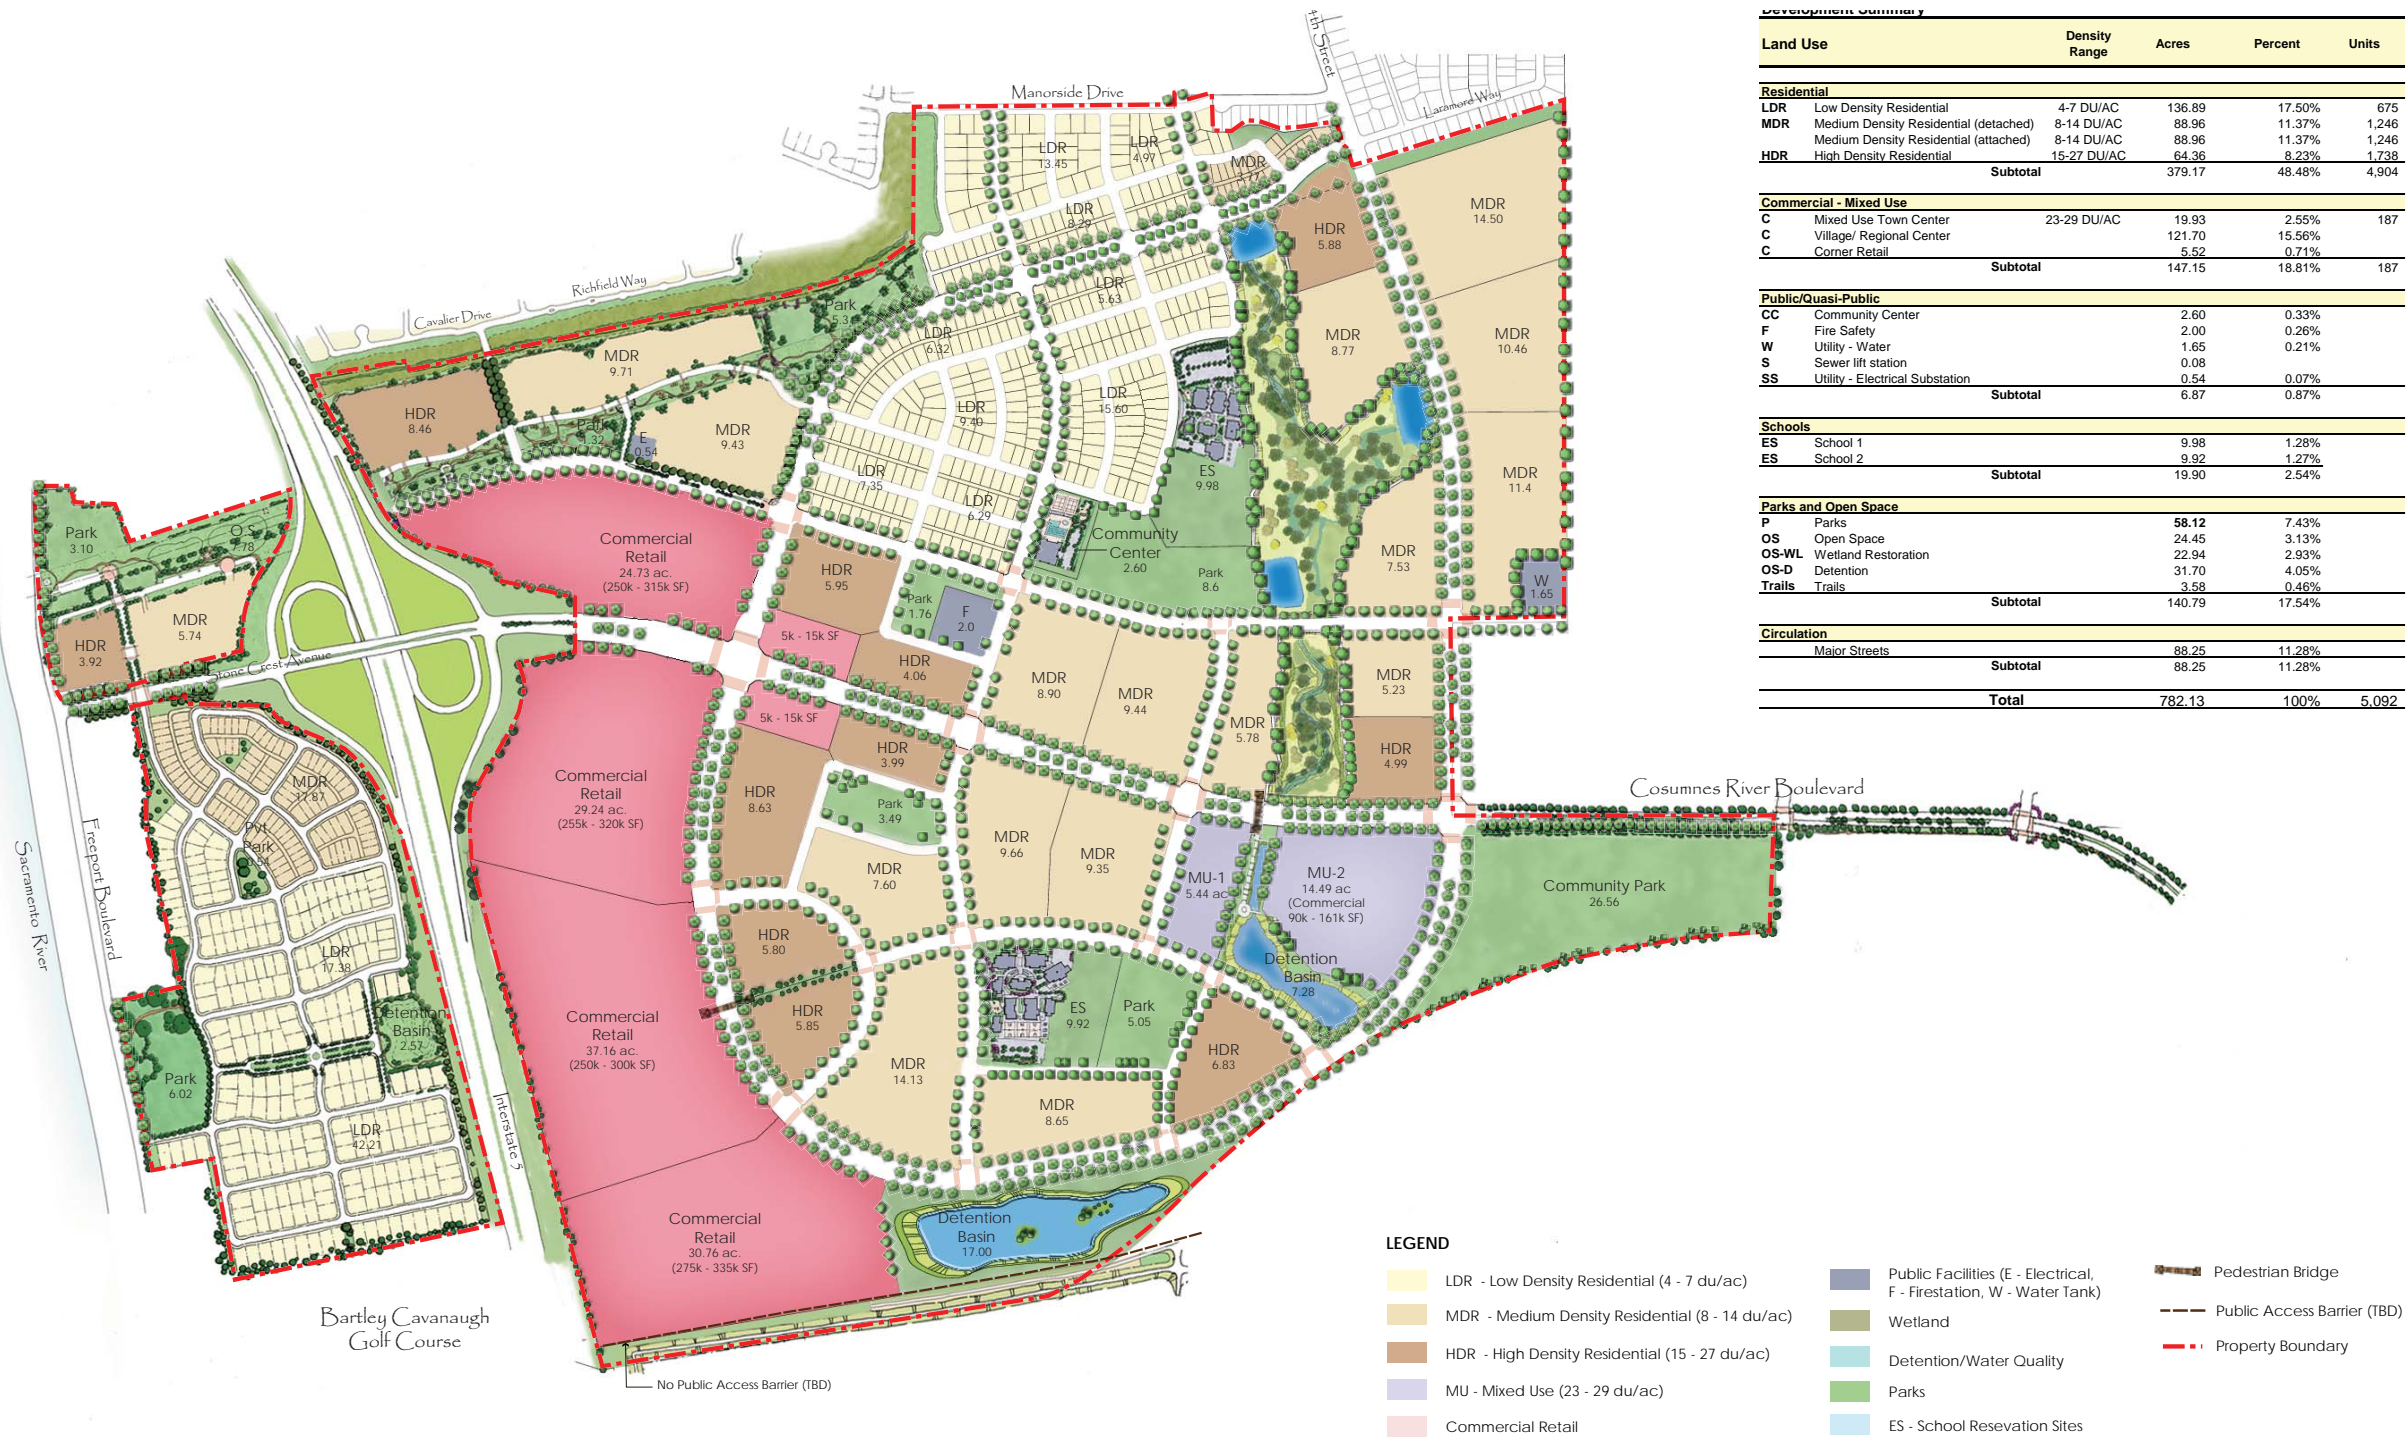 Development Summary
Land Use Density Range Acres Percent Units
Residential
LDR Low Density Residential 4-7 DU/AC 136.89 17.50% 675
MDR Medium Density Residential (detached) 8-14 DU/AC 88.96 11.37% 1,246
Medium Density Residential (attached) 8-14 DU/AC 88.96 11.37% 1,246
HDR High Density Residential 15-27 DU/AC 64.36 8.23% 1,738
Subtotal 379.17 48.48% 4,904
Commercial - Mixed Use
C Mixed Use Town Center 23-29 DU/AC 19.93 2.55% 187
C Village/ Regional Center 121.70 15.56%
C Corner Retail 5.52 0.71%
Subtotal 147.15 18.81% 187
Public/Quasi-Public
CC Community Center 2.60 0.33%
F Fire Safety 2.00 0.26%
W Utility - Water 1.65 0.21%
S Sewer lift station 0.08
SS Utility - Electrical Substation 0.54 0.07%
Subtotal 6.87 0.87%
Schools
ES School 1 9.98 1.28%
ES School 2 9.92 1.27%
Subtotal 19.90 2.54%
Parks and Open Space
P Parks 58.12 7.43%
OS Open Space 24.45 3.13%
OS-WL Wetland Restoration 22.94 2.93%
OS-D Detention 31.70 4.05%
Trails Trails 3.58 0.46%
Subtotal 140.79 17.54%
Circulation
Major Streets 88.25 11.28%
Subtotal 88.25 11.28%
Total 782.13 100% 5,092
4th Street
Manorside Drive
Laramore Way
LDR
13.45
LDR
4.97
MDR
3.77
LDR
8.29
HDR
5.88
MDR
14.50
Richfield Way
Cavalier Drive
Park
LDR
5.63
LDR
6.32
MDR
8.77
MDR
10.46
MDR
9.71
HDR
8.46
Park
1.32
E
0.54
MDR
9.43
LDR
9.40
LDR
15.60
LDR
7.35
LDR
6.29
ES
9.98
MDR
11.4
Park
3.10
O.S.
7.78
Commercial
Retail
24.73 ac.
(250k - 315k SF)
Community
Center
2.60
Park
8.6
MDR
7.53
W
1.65
HDR
5.95
Park
1.76
F
2.0
MDR
5.74
HDR
3.92
Stone Crest Avenue
5k - 15k SF
HDR
4.06
MDR
8.90
MDR
9.44
MDR
5.23
5k - 15k SF
HDR
3.99
MDR
5.78
HDR
4.99
Commercial
Retail
29.24 ac.
(255k - 320k SF)
HDR
8.63
Park
3.49
Cosumnes River Boulevard
MDR
17.87
Pvt.
Park
MDR
7.60
MDR
9.66
MDR
9.35
MU-1
5.44 ac
MU-2
14.49 ac
(Commercial
90k - 161k SF)
Community Park
26.56
Sacramento River
Freeport Boulevard
LDR
17.38
HDR
5.80
Detention
Basin
7.28
Detention
Basin
2.57
Commercial
Retail
37.16 ac.
(250k - 300k SF)
HDR
5.85
ES
9.92
Park
5.05
HDR
6.83
Park
6.02
MDR
14.13
MDR
8.65
LDR
42.21
Interstate 5
Commercial
Retail
30.76 ac.
(275k - 335k SF)
Detention
Basin
17.00
Bartley Cavanaugh
Golf Course
No Public Access Barrier (TBD)
LEGEND
LDR - Low Density Residential (4 - 7 du/ac)
MDR - Medium Density Residential (8 - 14 du/ac)
HDR - High Density Residential (15 - 27 du/ac)
MU - Mixed Use (23 - 29 du/ac)
Commercial Retail
Public Facilities (E - Electrical,
F - Firestation, W - Water Tank)
Wetland
Detention/Water Quality
Parks
ES - School Resevation Sites
Pedestrian Bridge
Public Access Barrier (TBD)
Property Boundary